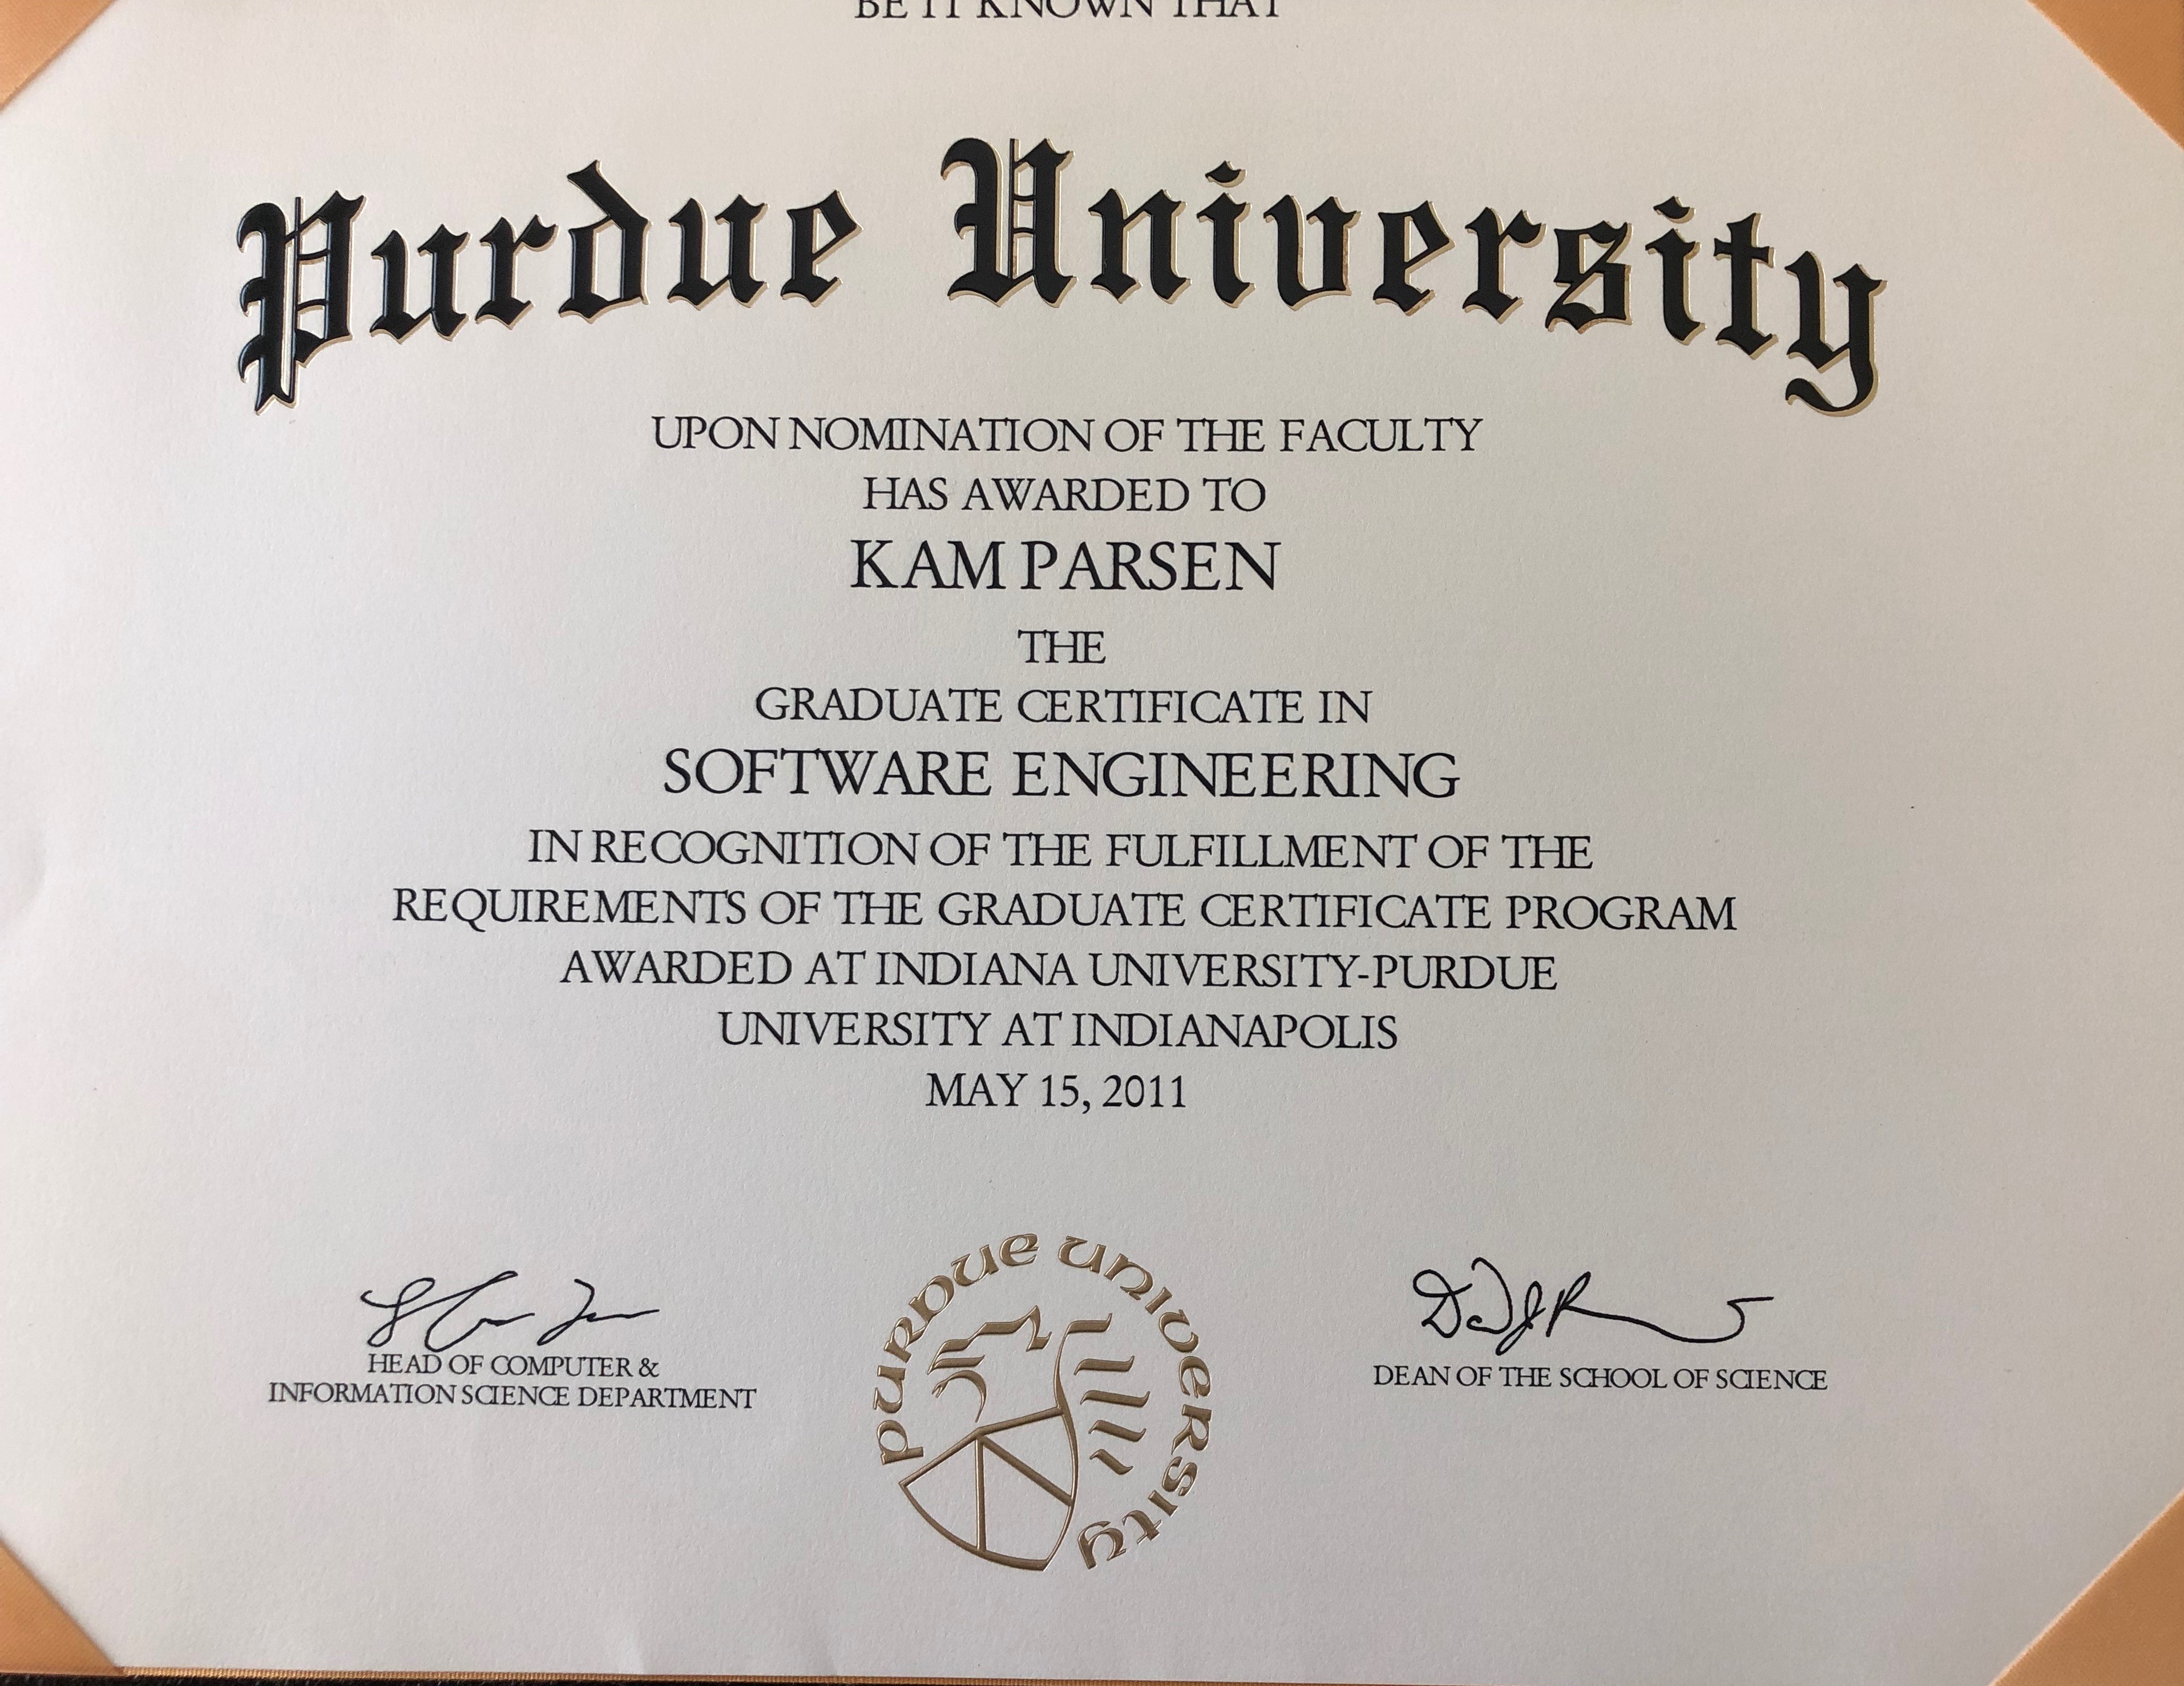 BE IT KNOWN THAT
Purdue University
UPON NOMINATION OF THE FACULTY
HAS AWARDED TO
KAM PARSEN
THE
GRADUATE CERTIFICATE IN
SOFTWARE ENGINEERING
IN RECOGNITION OF THE FULFILLMENT OF THE
REQUIREMENTS OF THE GRADUATE CERTIFICATE PROGRAM
AWARDED AT INDIANA UNIVERSITY-PURDUE
UNIVERSITY AT INDIANAPOLIS
MAY 15, 2011
HEAD OF COMPUTER &
INFORMATION SCIENCE DEPARTMENT
PURDUE UNIVERSITY
DEAN OF THE SCHOOL OF SCIENCE